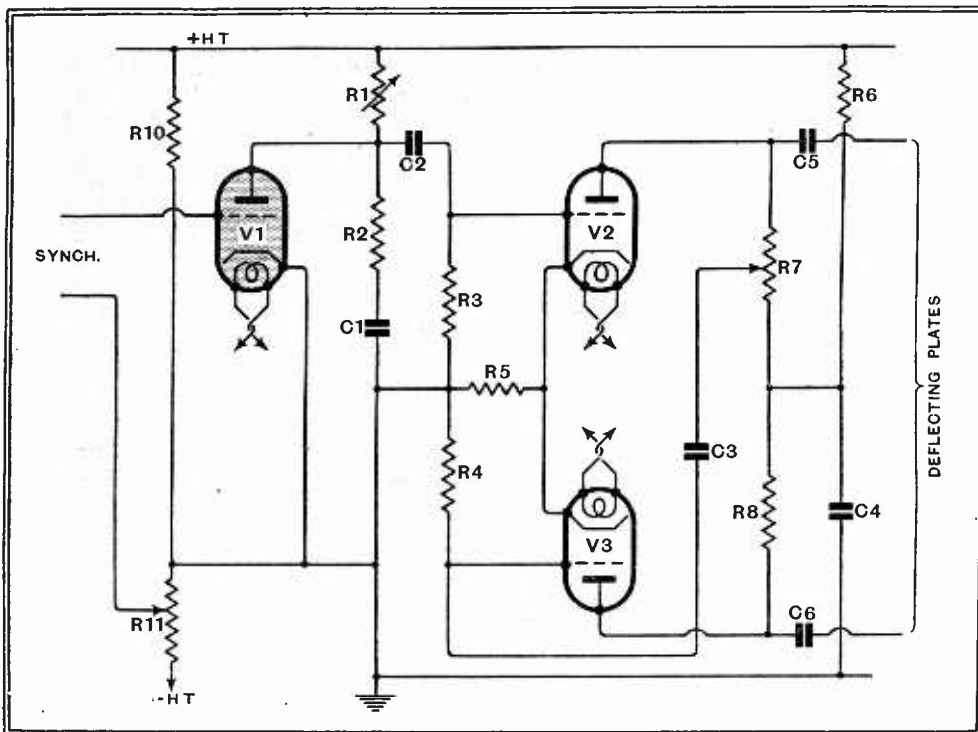 +HT
R1
R6
R10
C2
C5
V1
V2
R2
SYNCH.
R3
R7
C1
R5
DEFLECTING PLATES
R4
C3
R8
C4
V3
R11
C6
-HT